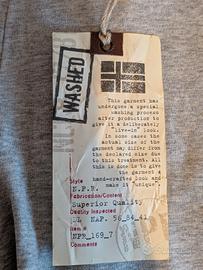 WASHED
This garment has
undergone a special
washing process
after production to
give it a deliberately
"live-in" look.
In some cases the
actual size of the
garment may differ from
the declared size due
to this treatment. All
this is done to give
the garment a
hand-crafted look and
make it "unique".
Style
N.P.R.
Fabrication/Content
Superior Quality
Quality Inspected
Item #
NPR_169_7
Comments